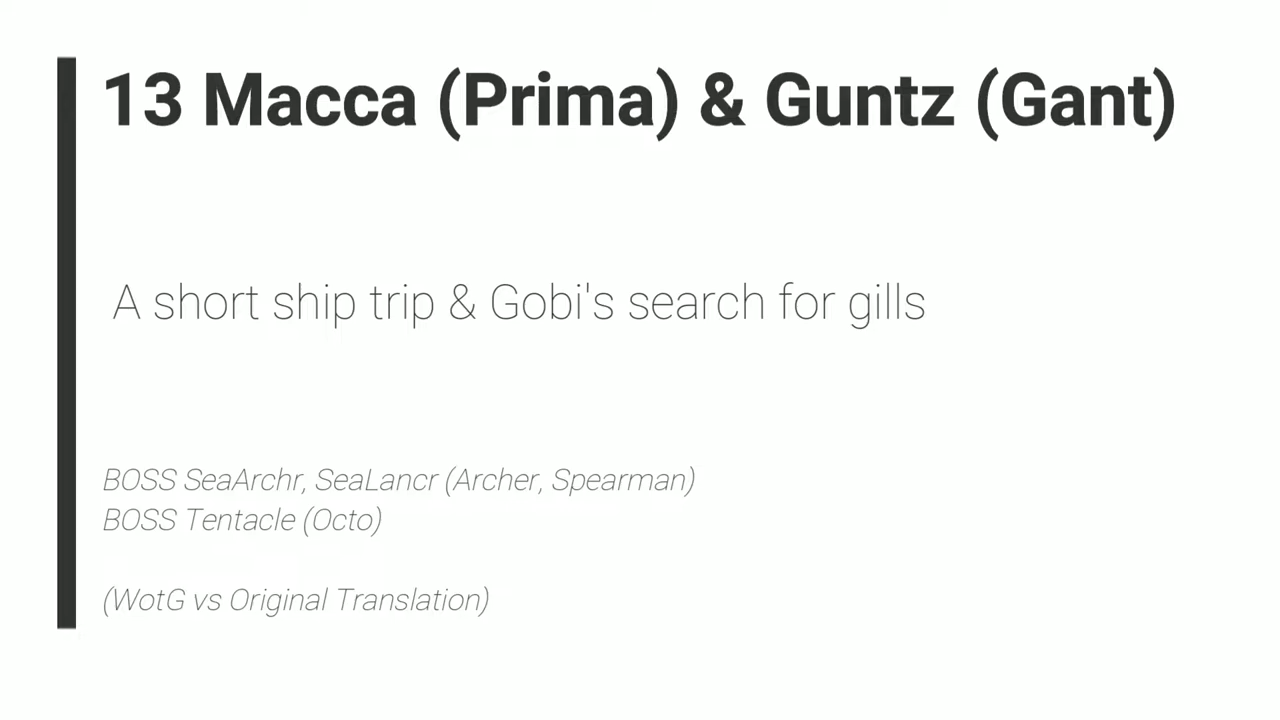 13 Macca (Prima) & Guntz (Gant)
A short ship trip & Gobi's search for gills
BOSS SeaArchr, SeaLancr (Archer, Spearman)
BOSS Tentacle (Octo)
(WotG vs Original Translation)